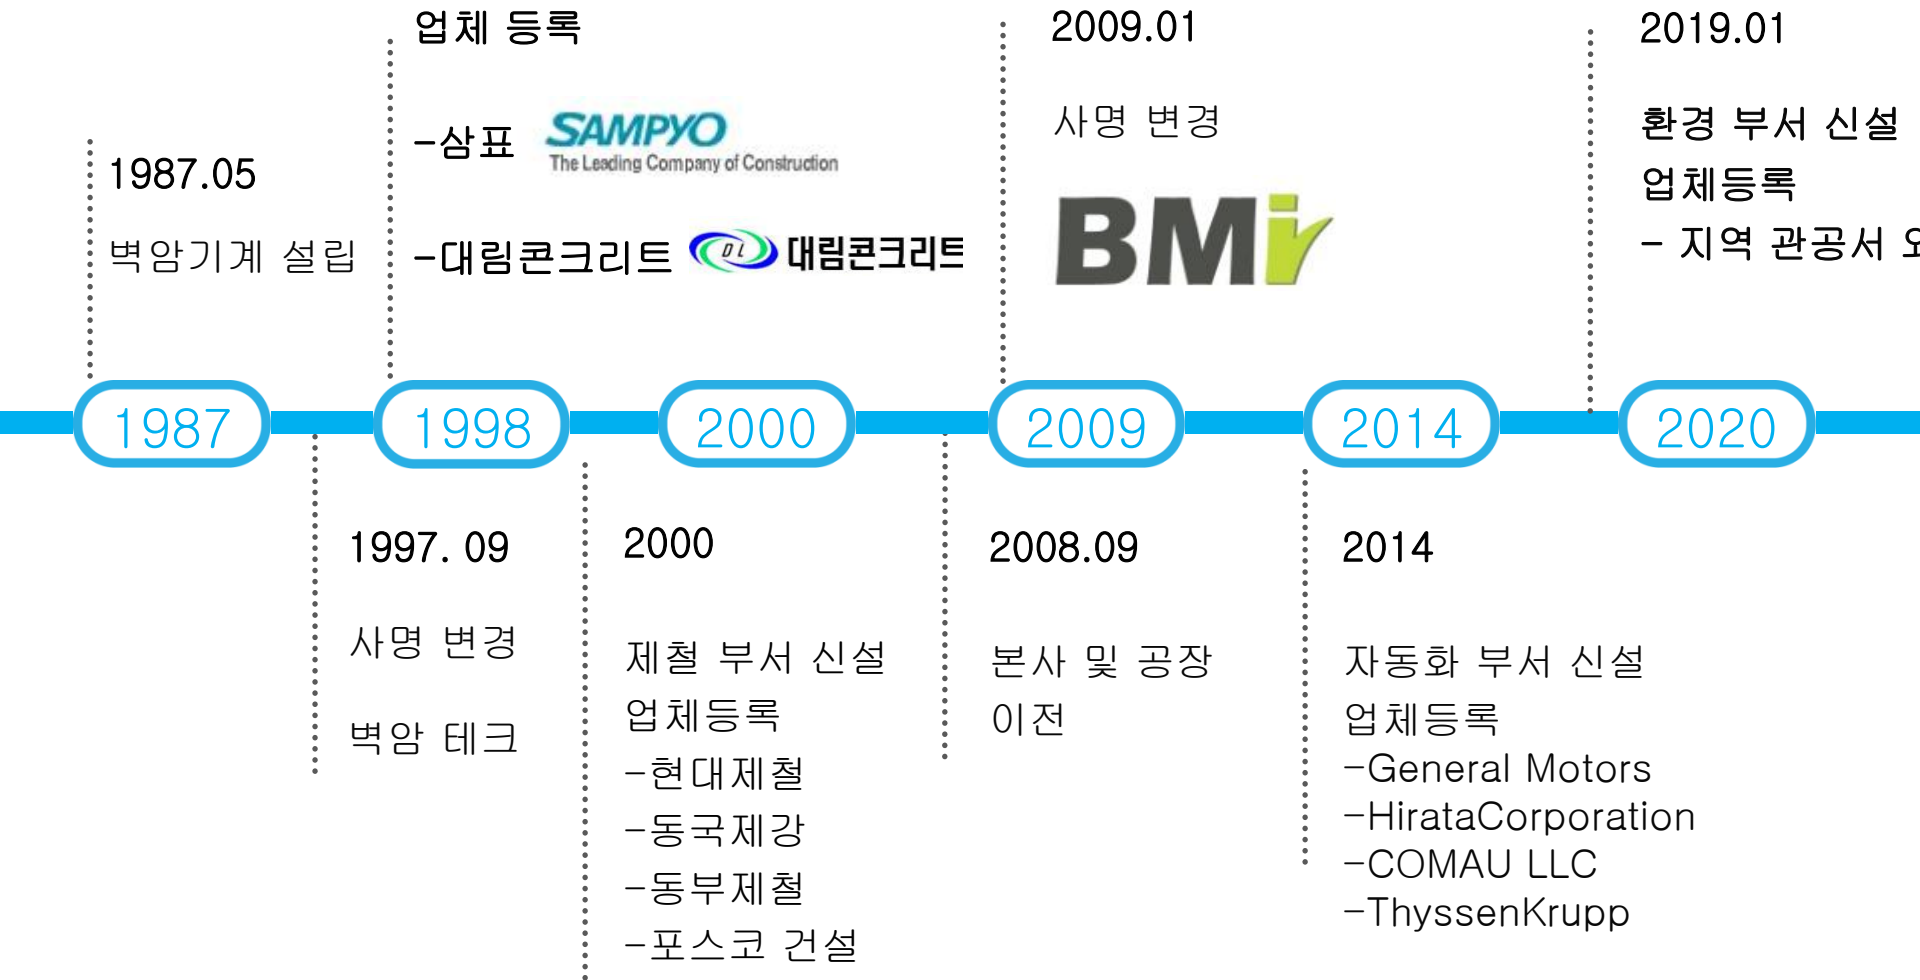 업체 등록
-삼표
SAMPYO
The Leading Company of Construction
-대림콘크리트
DL 대림콘크리트
2009.01
사명 변경
BMi
2019.01
환경 부서 신설
업체등록
- 지역 관공서
1987.05
벽암기계 설립
1987
1998
2000
2009
2014
2020
1997. 09
사명 변경
벽암 테크
2000
제철 부서 신설
업체등록
-현대제철
-동국제강
-동부제철
-포스코 건설
2008.09
본사 및 공장
이전
2014
자동화 부서 신설
업체등록
-General Motors
-HirataCorporation
-COMAU LLC
-ThyssenKrupp